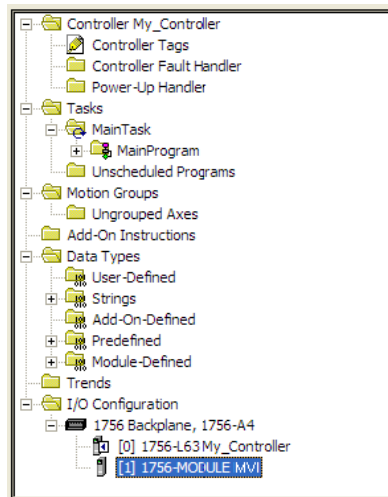 Controller My_Controller
Controller Tags
Controller Fault Handler
Power-Up Handler
Tasks
MainTask
MainProgram
Unscheduled Programs
Motion Groups
Ungrouped Axes
Add-On Instructions
Data Types
User-Defined
Strings
Add-On-Defined
Predefined
Module-Defined
Trends
I/O Configuration
1756 Backplane, 1756-A4
[0] 1756-L63 My_Controller
[1] 1756-MODULE MVI